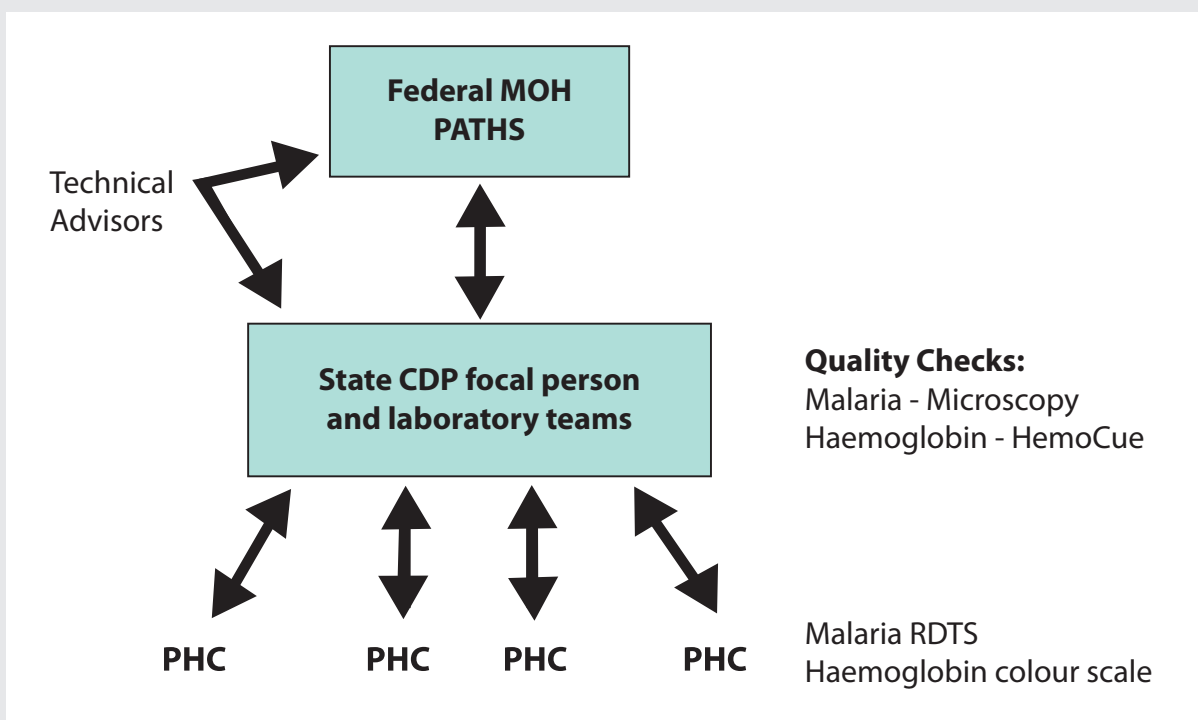 Federal MOH
PATHS
Technical
Advisors
State CDP focal person
and laboratory teams
Quality Checks:
Malaria - Microscopy
Haemoglobin - HemoCue
PHC
PHC
PHC
PHC
Malaria RDTS
Haemoglobin colour scale